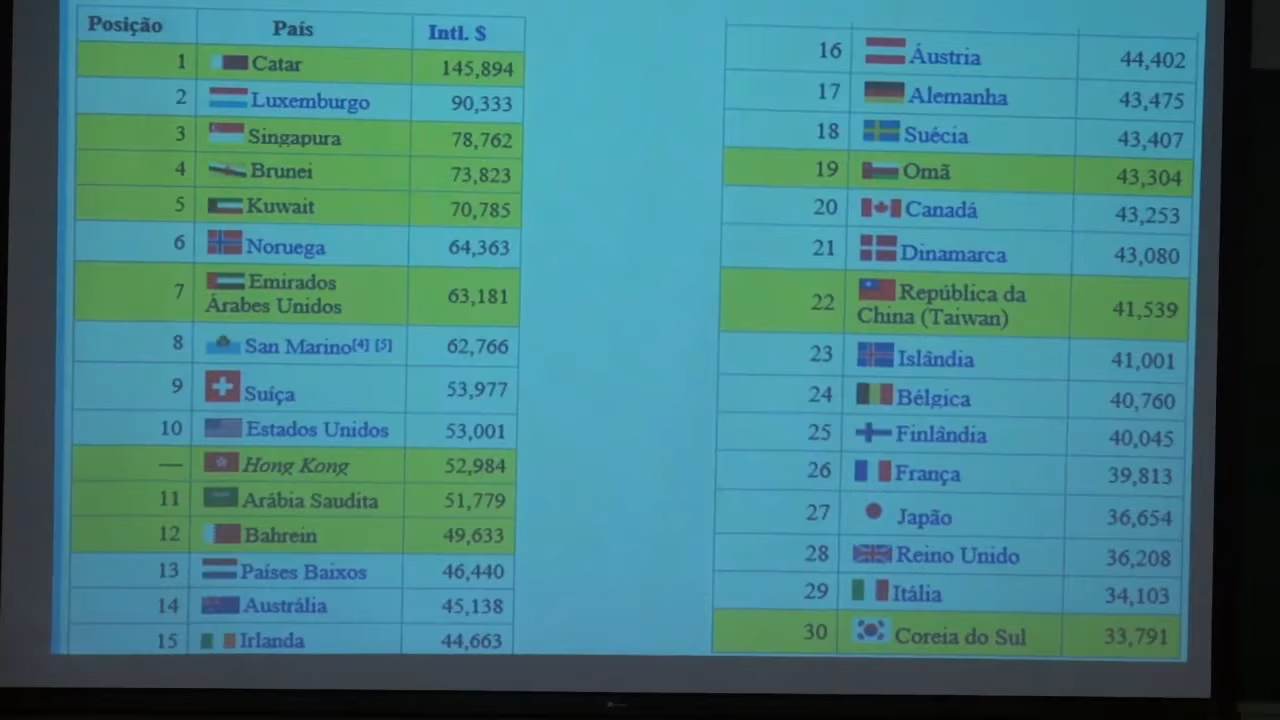 Posição País Intl. $
1 Catar 145,894
2 Luxemburgo 90,333
3 Singapura 78,762
4 Brunei 73,823
5 Kuwait 70,785
6 Noruega 64,363
7 Emirados
Árabes Unidos 63,181
8 San Marino[4] [5] 62,766
9 Suíça 53,977
10 Estados Unidos 53,001
— Hong Kong 52,984
11 Arábia Saudita 51,779
12 Bahrein 49,633
13 Países Baixos 46,440
14 Austrália 45,138
15 Irlanda 44,663
16 Áustria 44,402
17 Alemanha 43,475
18 Suécia 43,407
19 Omã 43,304
20 Canadá 43,253
21 Dinamarca 43,080
22 República da
China (Taiwan) 41,539
23 Islândia 41,001
24 Bélgica 40,760
25 Finlândia 40,045
26 França 39,813
27 Japão 36,654
28 Reino Unido 36,208
29 Itália 34,103
30 Coreia do Sul 33,791